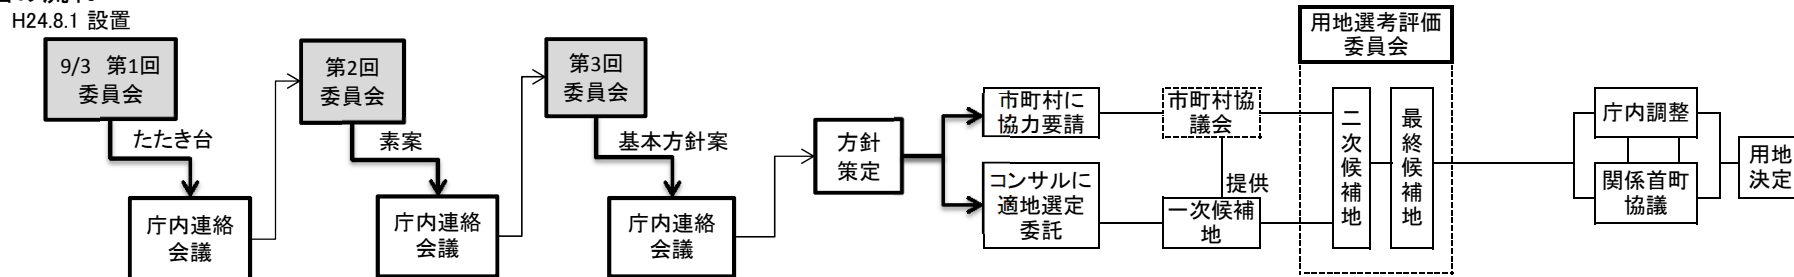 H24.8.1 設置
9/3 第1回
委員会
たたき台
庁内連絡
会議
第2回
委員会
素案
庁内連絡
会議
第3回
委員会
基本方針案
庁内連絡
会議
方針
策定
市町村に
協力要請
コンサルに
適地選定
委託
市町村協
議会
提供
一次候補
地
用地選考評価
委員会
二次候補地
最終候補地
庁内調整
関係首町
協議
用地
決定